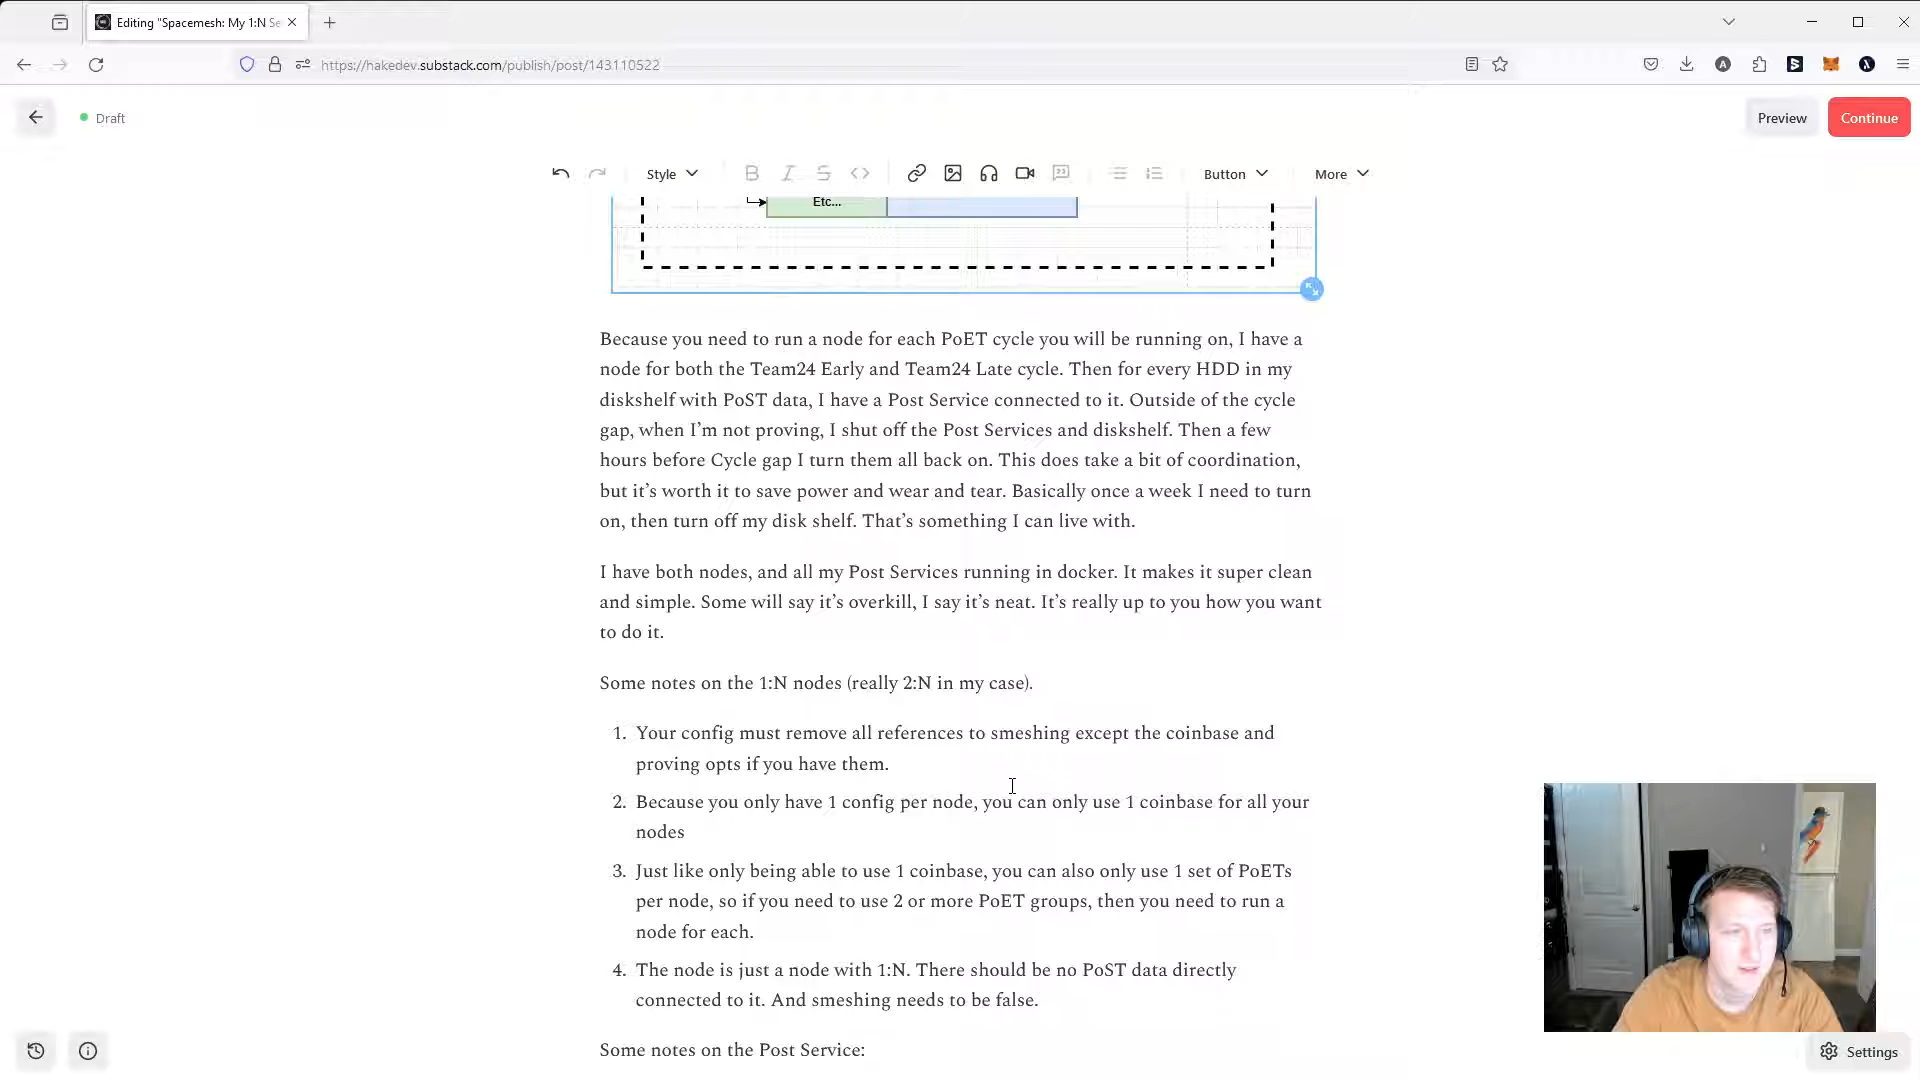 Editing "Spacemesh: My 1:N Se
https://hakedev.substack.com/publish/post/143110522
Draft
Preview
Continue
Style
Button
More
Etc...
Because you need to run a node for each PoET cycle you will be running on, I have a
node for both the Team24 Early and Team24 Late cycle. Then for every HDD in my
diskshelf with PoST data, I have a Post Service connected to it. Outside of the cycle
gap, when I’m not proving, I shut off the Post Services and diskshelf. Then a few
hours before Cycle gap I turn them all back on. This does take a bit of coordination,
but it’s worth it to save power and wear and tear. Basically once a week I need to turn
on, then turn off my disk shelf. That’s something I can live with.
I have both nodes, and all my Post Services running in docker. It makes it super clean
and simple. Some will say it’s overkill, I say it’s neat. It’s really up to you how you want
to do it.
Some notes on the 1:N nodes (really 2:N in my case).
1. Your config must remove all references to smeshing except the coinbase and
proving opts if you have them.
2. Because you only have 1 config per node, you can only use 1 coinbase for all your
nodes
3. Just like only being able to use 1 coinbase, you can also only use 1 set of PoETs
per node, so if you need to use 2 or more PoET groups, then you need to run a
node for each.
4. The node is just a node with 1:N. There should be no PoST data directly
connected to it. And smeshing needs to be false.
Some notes on the Post Service:
Settings